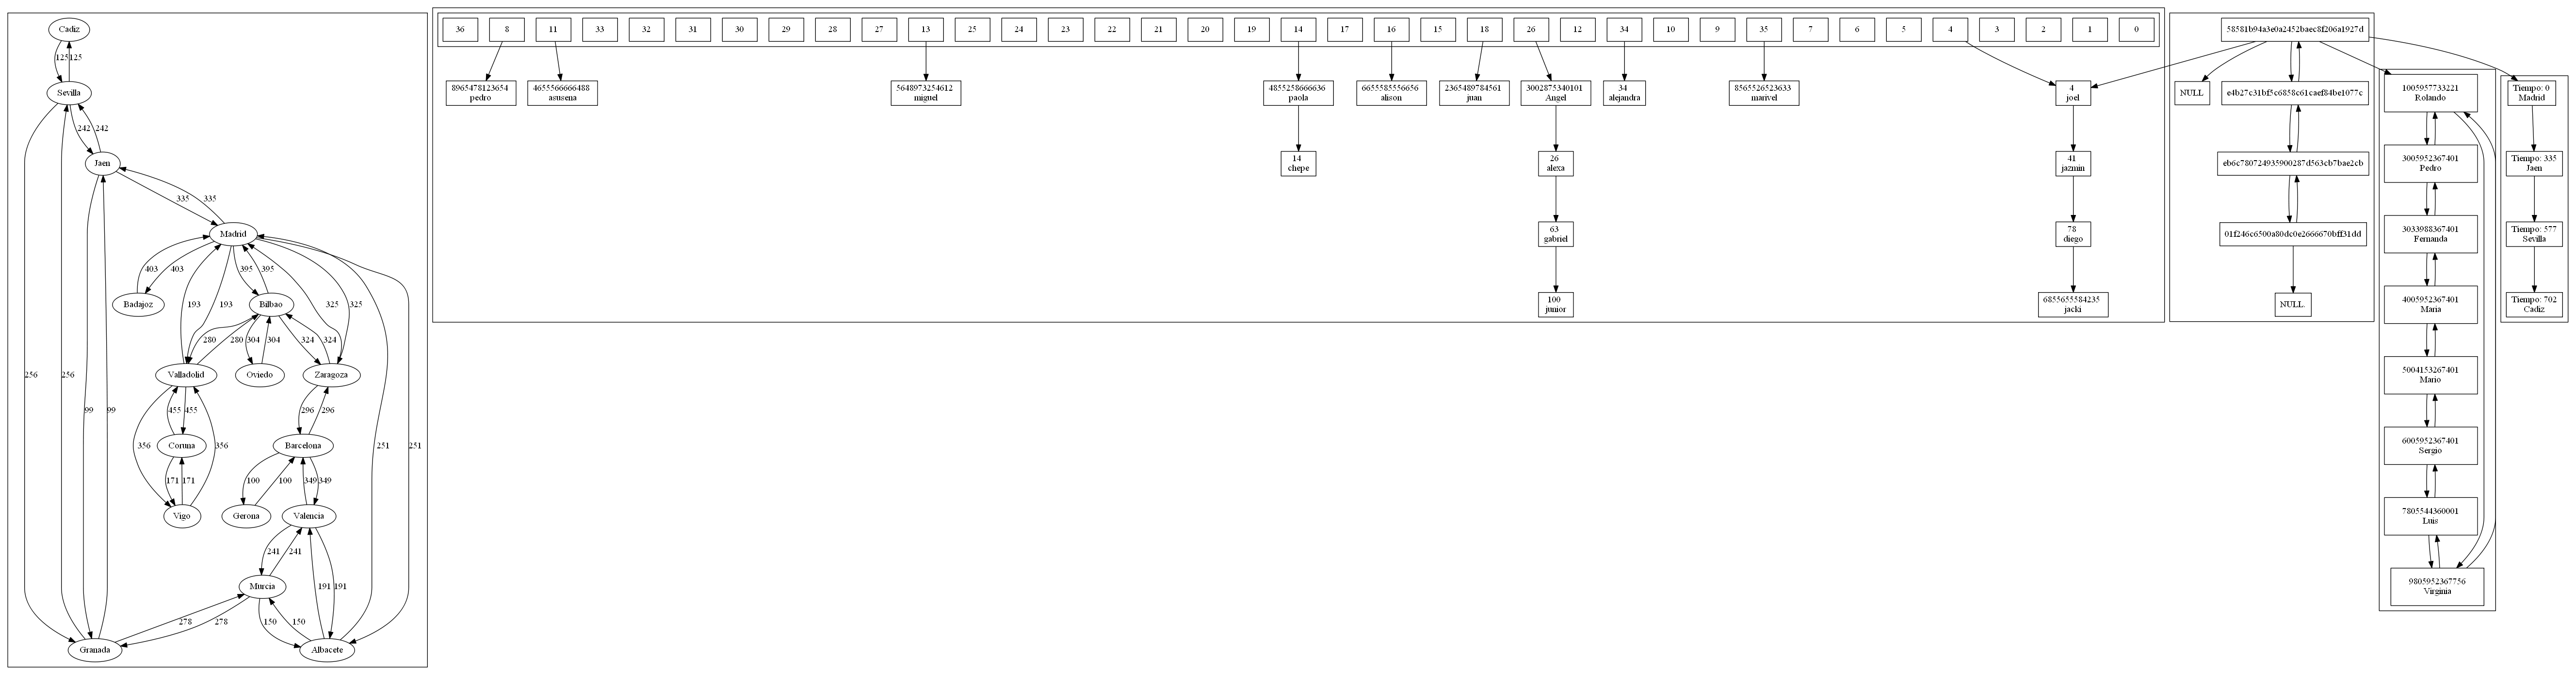 Cadiz
125
125
Sevilla
242
242
Jaen
335
335
Madrid
403
403
395
395
Badajoz
Bilbao
193
193
325
325
280
280
304
304
324
324
Valladolid
Oviedo
Zaragoza
256
256
99
99
455
455
296
296
356
Coruna
356
Barcelona
251
251
171
171
100
100
349
349
Vigo
Gerona
Valencia
241
241
191
191
Murcia
278
278
150
150
Granada
Albacete
36
8
11
33
32
31
30
29
28
27
13
25
24
23
22
21
20
19
14
17
16
15
18
26
12
34
10
9
35
7
6
5
4
3
2
1
0
8965478123654
pedro
4655566666488
asusena
5648973254612
miguel
4855258666636
paola
6655585556656
alison
2365489784561
juan
3002875340101
Angel
34
alejandra
8565526523633
marivel
4
joel
14
chepe
26
alexa
41
jazmin
63
gabriel
78
diego
100
junior
6855655584235
jacki
58581b94a3e0a2452baec8f206a1927d
NULL
e4b27c31bf5c6858c61caef84be1077c
eb6c780724935900287d563cb7bae2cb
01f246c6500a80dc0e2666670bff31dd
NULL.
1005957733221
Rolando
3005952367401
Pedro
3033988367401
Fernanda
4005952367401
Maria
5004153267401
Mario
6005952367401
Sergio
7805544360001
Luis
9805952367756
Virginia
Tiempo: 0
Madrid
Tiempo: 335
Jaen
Tiempo: 577
Sevilla
Tiempo: 702
Cadiz